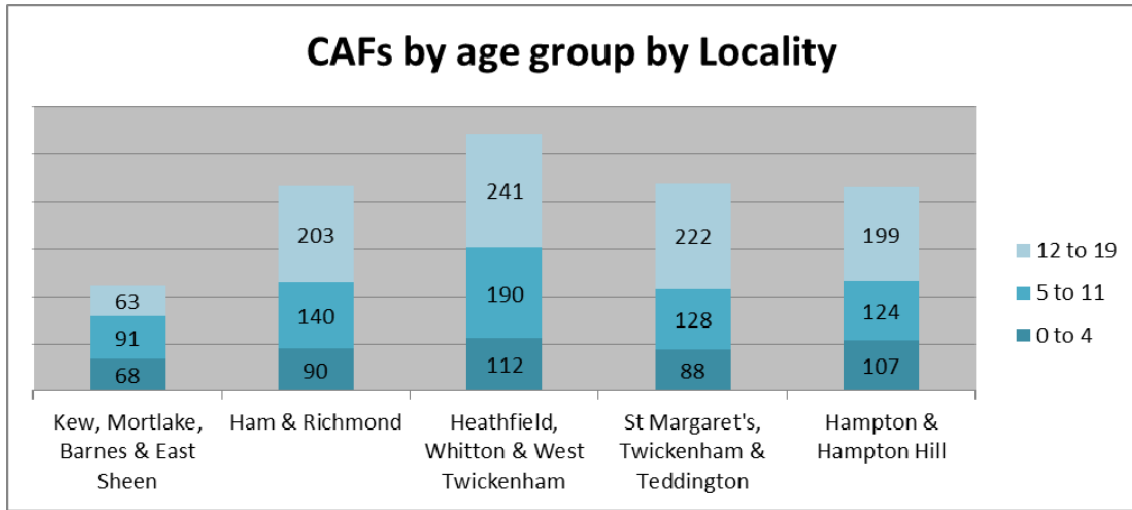 CAFs by age group by Locality
241
203
222
199
12 to 19
63
190
5 to 11
140
128
124
91
0 to 4
68
90
112
88
107
Kew, Mortlake,
Barnes & East
Sheen
Ham & Richmond
Heathfield,
Whitton & West
Twickenham
St Margaret's,
Twickenham &
Teddington
Hampton &
Hampton Hill